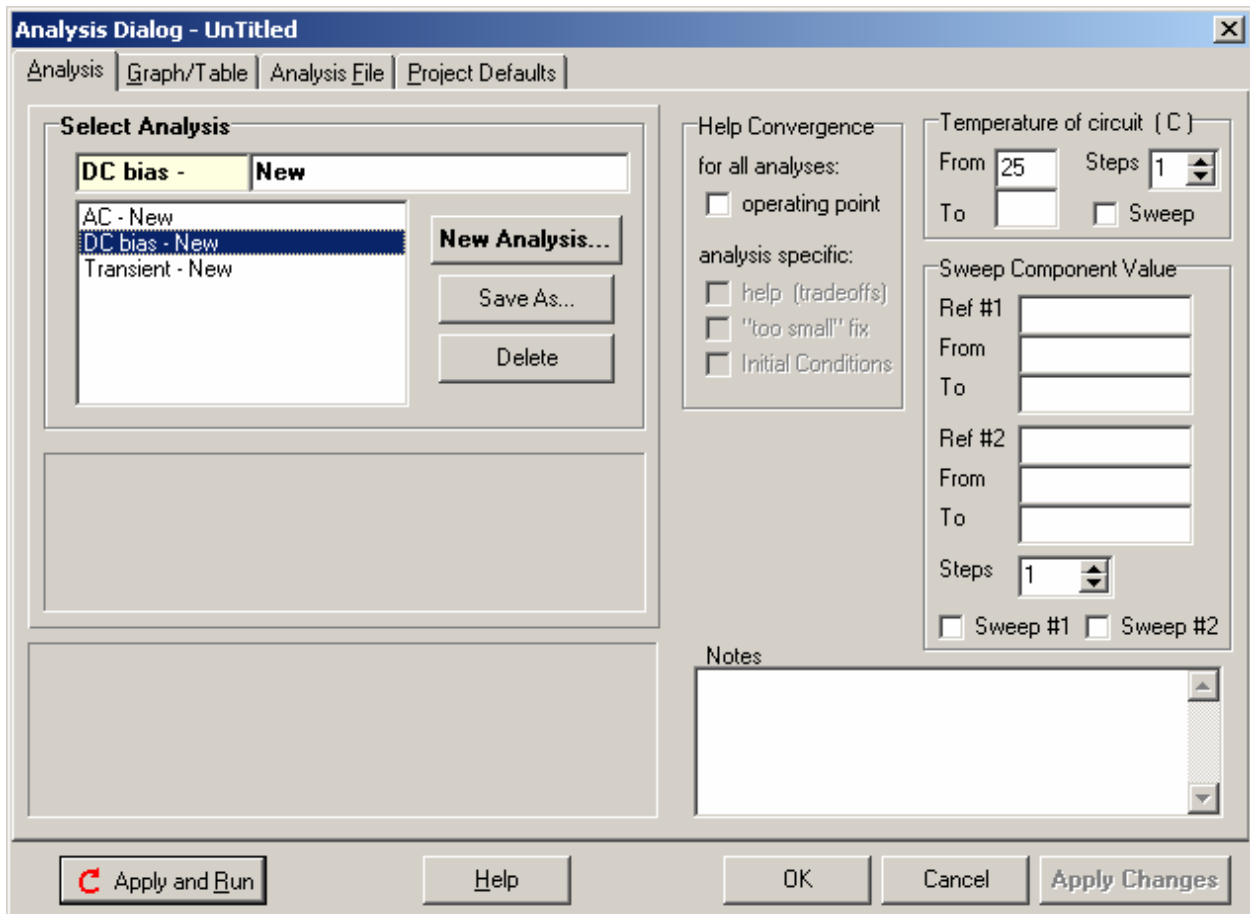 Analysis Dialog - UnTitled
Analysis Graph/Table Analysis File Project Defaults
Select Analysis
DC bias - New
AC - New
DC bias - New
Transient - New
New Analysis...
Save As...
Delete
Help Convergence
for all analyses:
operating point
analysis specific:
help (tradeoffs)
"too small" fix
Initial Conditions
Temperature of circuit ( C )
From 25 Steps 1
To Sweep
Sweep Component Value
Ref #1
From
To
Ref #2
From
To
Steps 1
Sweep #1 Sweep #2
Notes
Apply and Run Help OK Cancel Apply Changes